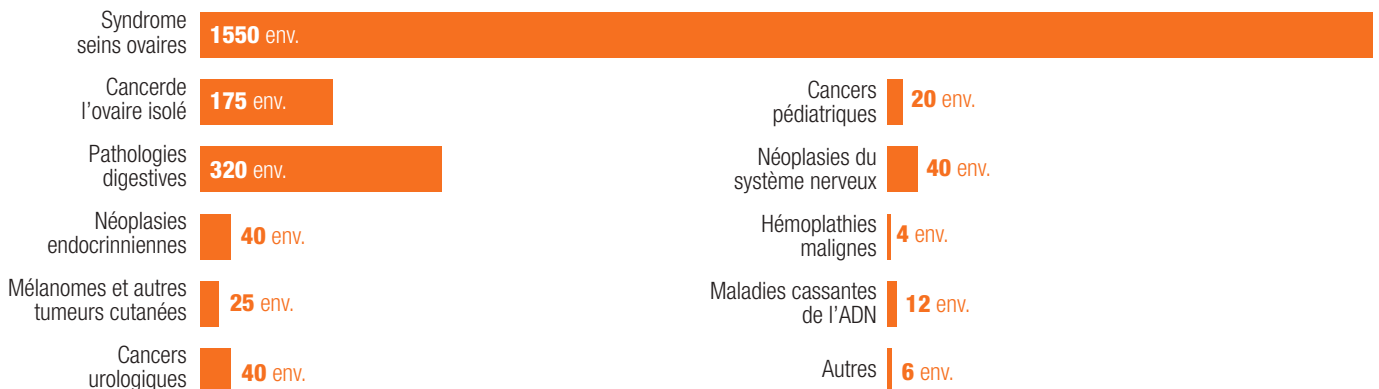 Syndrome
seins ovaires
1550 env.
Cancerde
l'ovaire isolé
175 env.
Pathologies
digestives
320 env.
Néoplasies
endocrinniennes
40 env.
Mélanomes et autres
tumeurs cutanées
25 env.
Cancers
urologiques
40 env.
Cancers
pédiatriques
20 env.
Néoplasies du
système nerveux
40 env.
Hémoplathies
malignes
4 env.
Maladies cassantes
de l'ADN
12 env.
Autres
6 env.